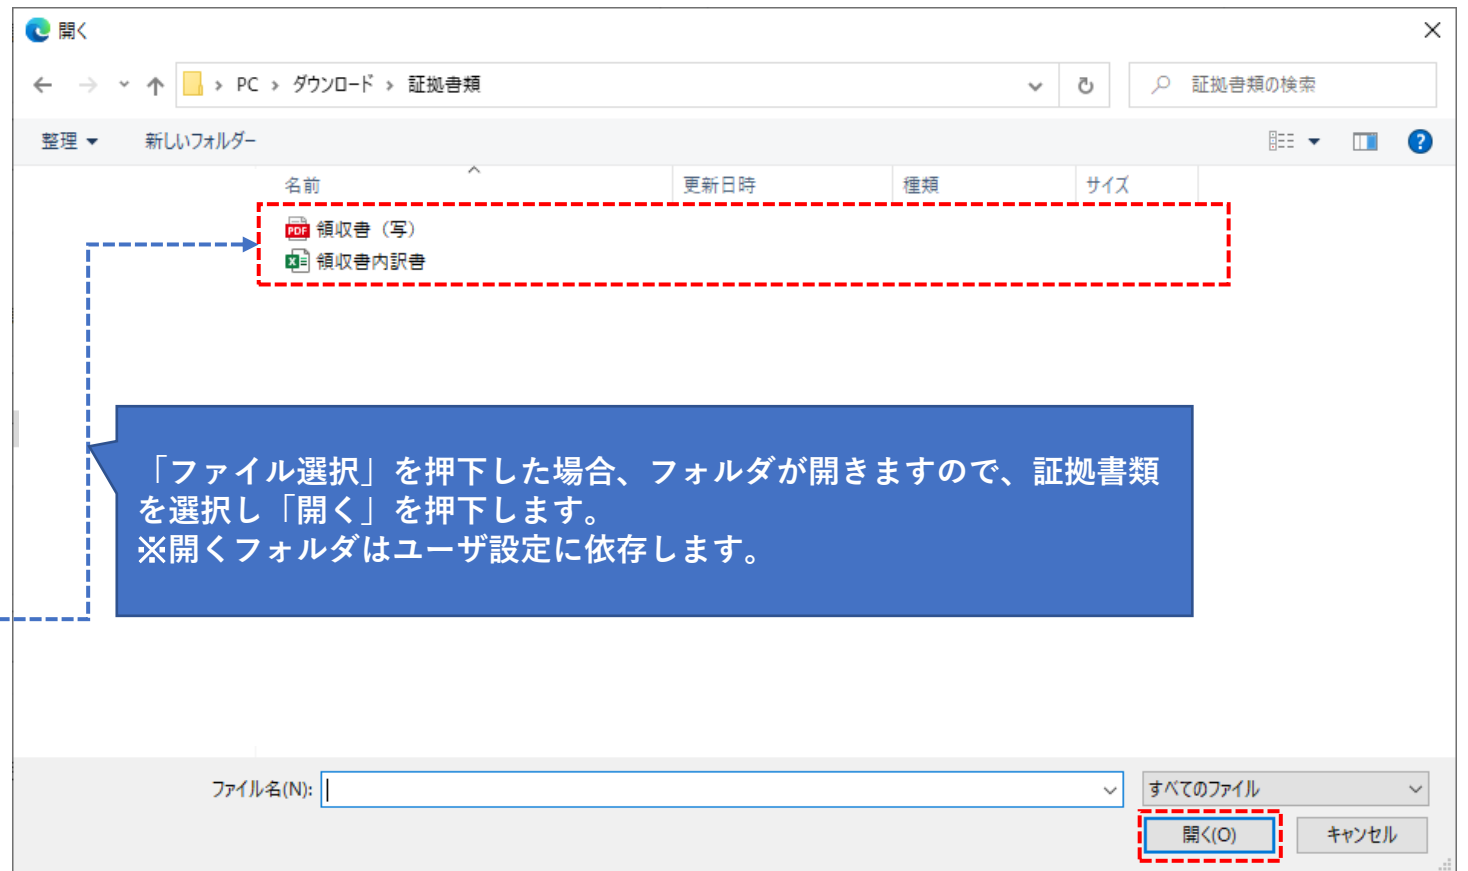 開く
PC › ダウンロード › 証拠書類
証拠書類の検索
整理 新しいフォルダー
名前 更新日時 種類 サイズ
PDF 領収書（写）
領収書内訳書
「ファイル選択」を押下した場合、フォルダが開きますので、証拠書類
を選択し「開く」を押下します。
※開くフォルダはユーザ設定に依存します。
ファイル名(N): すべてのファイル
開く(O) キャンセル